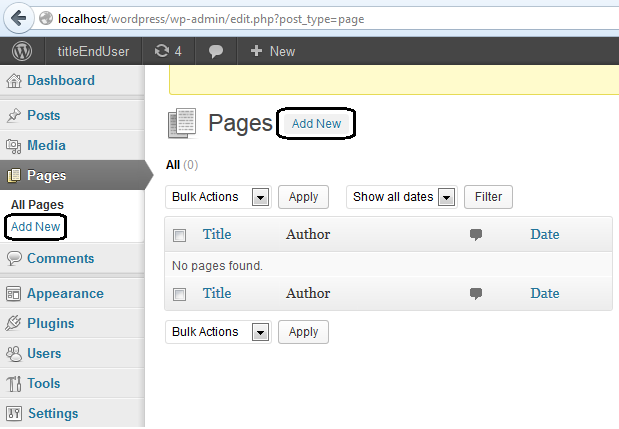 localhost/wordpress/wp-admin/edit.php?post_type=page
titleEndUser 4 + New
Dashboard
Posts
Media
Pages
All Pages
Add New
Comments
Appearance
Plugins
Users
Tools
Settings
Pages Add New
All (0)
Bulk Actions Apply Show all dates Filter
Title Author Date
No pages found.
Title Author Date
Bulk Actions Apply